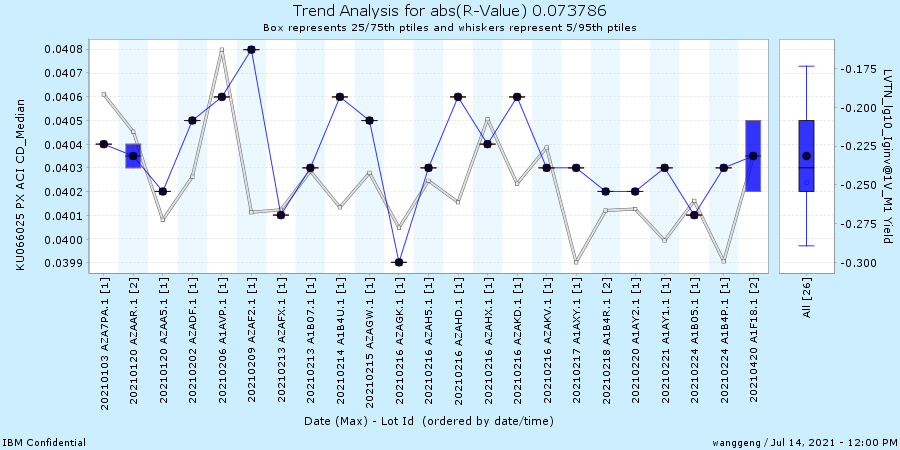 Trend Analysis for abs(R-Value) 0.073786
Box represents 25/75th ptiles and whiskers represent 5/95th ptiles
KU066025 PX ACI CD_Median
0.0408
0.0407
0.0406
0.0405
0.0404
0.0403
0.0402
0.0401
0.0400
0.0399
-0.175
-0.200
-0.225
-0.250
-0.275
-0.300
LVTN_lg10_Iginv@1V_M1 Yield
20210103 AZA7PA.1 [1]
20210120 AZAAR.1 [2]
20210120 AZAA5.1 [1]
20210202 AZADF.1 [1]
20210206 A1AVP.1 [1]
20210209 AZAF2.1 [1]
20210213 AZAFX.1 [1]
20210213 A1B07.1 [1]
20210214 A1B4U.1 [1]
20210215 AZAGW.1 [1]
20210216 AZAGK.1 [1]
20210216 AZAH5.1 [1]
20210216 AZAHD.1 [1]
20210216 AZAHX.1 [1]
20210216 AZAKD.1 [1]
20210216 AZAKV.1 [1]
20210217 A1AXY.1 [1]
20210218 A1B4R.1 [2]
20210220 A1AY2.1 [1]
20210221 A1AY1.1 [1]
20210224 A1B05.1 [1]
20210224 A1B4P.1 [1]
20210420 A1F18.1 [2]
All [26]
Date (Max) - Lot Id (ordered by date/time)
IBM Confidential
wanggeng / Jul 14, 2021 - 12:00 PM